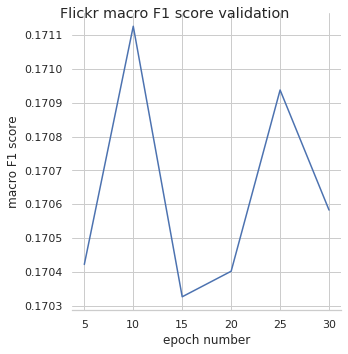 Flickr macro F1 score validation
0.1711
0.1710
0.1709
0.1708
0.1707
0.1706
0.1705
0.1704
0.1703
macro F1 score
5 10 15 20 25 30
epoch number